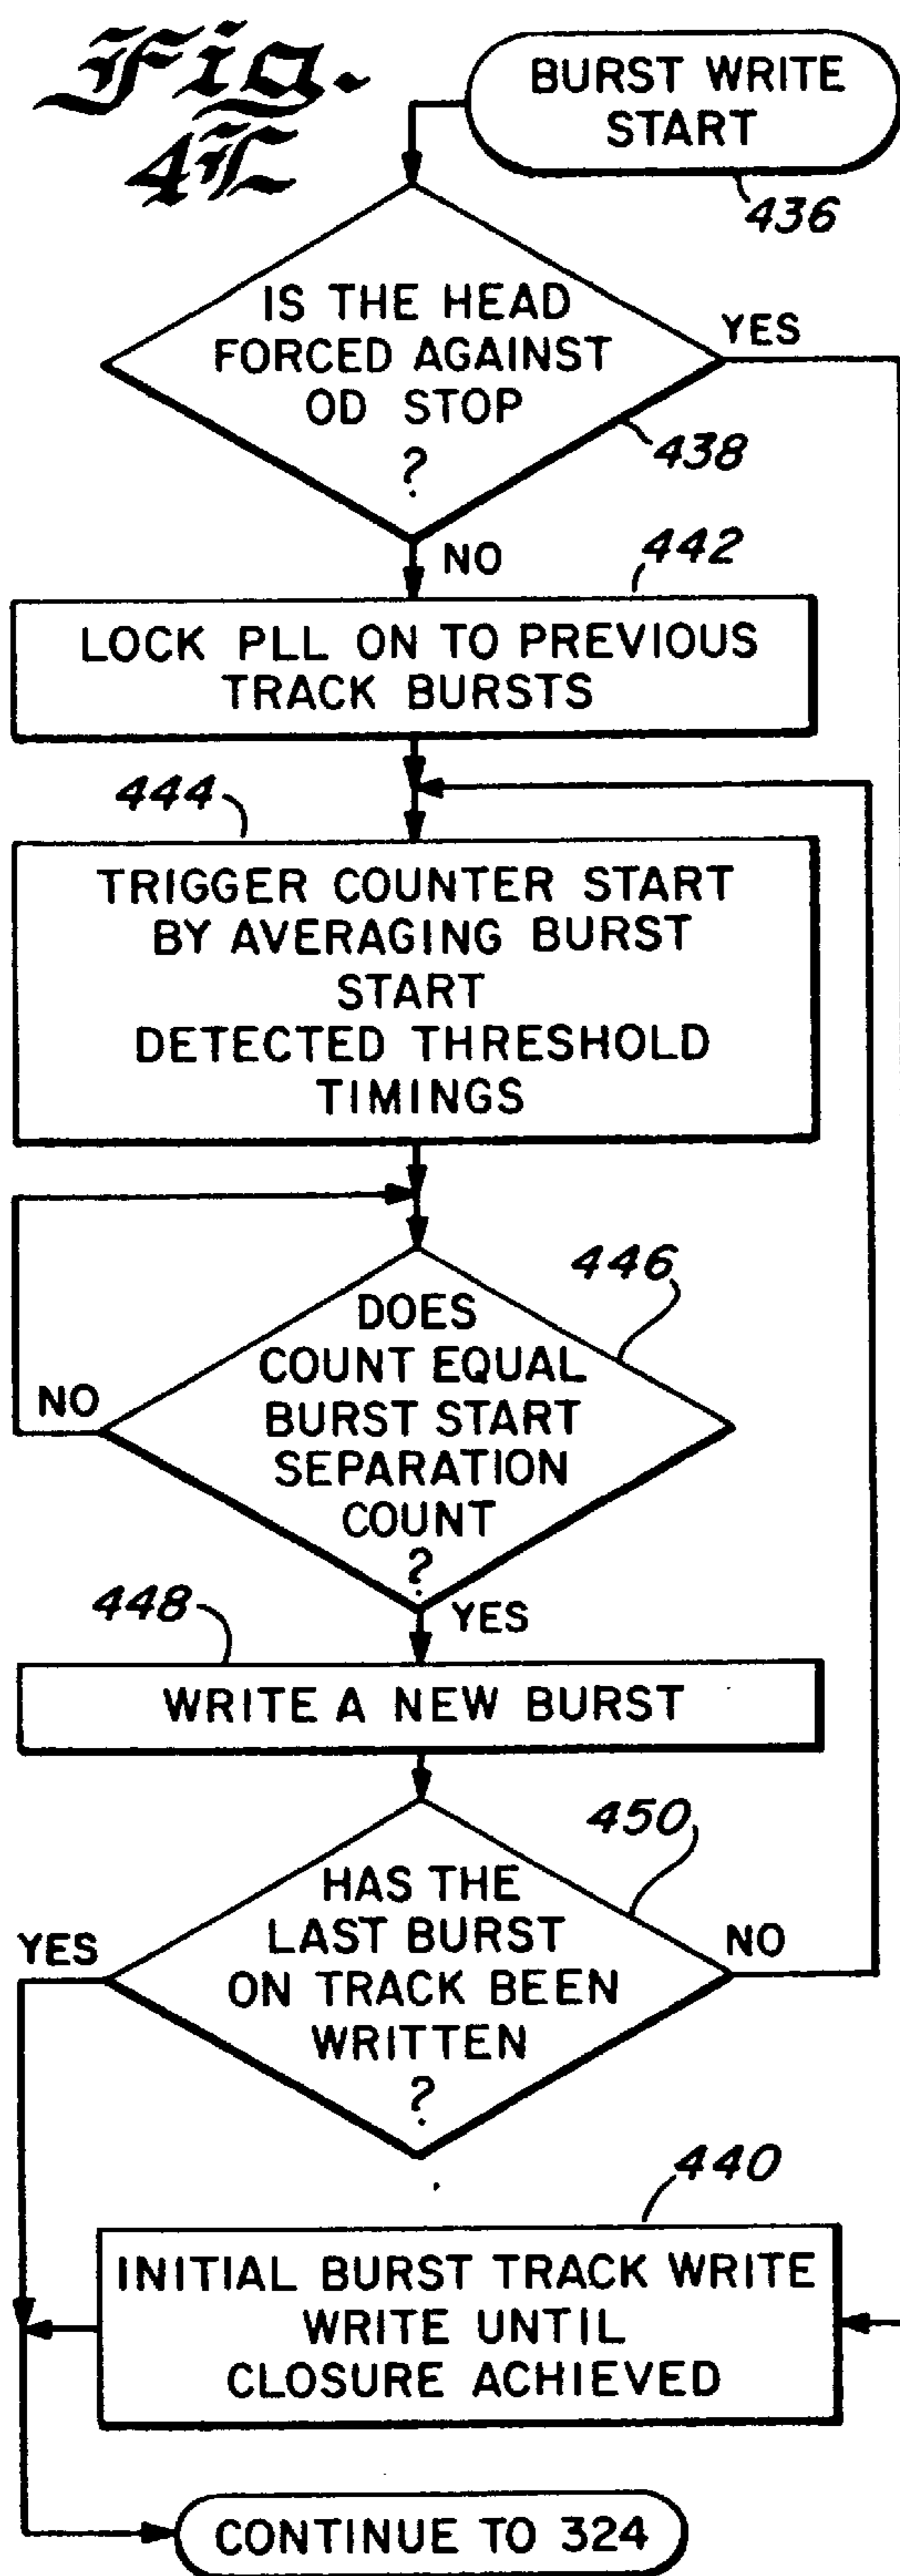 Fig.
4L
BURST WRITE
START
436
IS THE HEAD
FORCED AGAINST
OD STOP
?
YES
438
NO
442
LOCK PLL ON TO PREVIOUS
TRACK BURSTS
444
TRIGGER COUNTER START
BY AVERAGING BURST
START
DETECTED THRESHOLD
TIMINGS
446
DOES
COUNT EQUAL
BURST START
SEPARATION
COUNT
?
NO
YES
448
WRITE A NEW BURST
450
HAS THE
LAST BURST
ON TRACK BEEN
WRITTEN
?
YES
NO
440
INITIAL BURST TRACK WRITE
WRITE UNTIL
CLOSURE ACHIEVED
CONTINUE TO 324